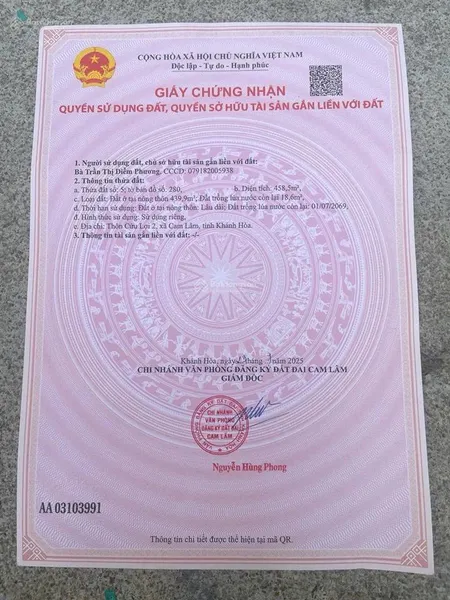 CỘNG HÒA XÃ HỘI CHỦ NGHĨA VIỆT NAM
Độc lập - Tự do - Hạnh phúc
GIẤY CHỨNG NHẬN
QUYỀN SỬ DỤNG ĐẤT, QUYỀN SỞ HỮU TÀI SẢN GẮN LIỀN VỚI ĐẤT
1. Người sử dụng đất, chủ sở hữu tài sản gắn liền với đất:
Bà Trần Thị Diễm Phương, CCCD: 079182005938
2. Thông tin thửa đất:
a. Thửa đất số: 5; tờ bản đồ số: 280, b. Diện tích: 458,5m²,
c. Loại đất: Đất ở tại nông thôn 439,9m²; Đất trồng lúa nước còn lại 18,6m²,
d. Thời hạn sử dụng: Đất ở tại nông thôn: Lâu dài; Đất trồng lúa nước còn lại: 01/07/2069,
đ. Hình thức sử dụng: Sử dụng riêng,
e. Địa chỉ: Thôn Cửu Lợi 2, xã Cam Lâm, tỉnh Khánh Hòa.
3. Thông tin tài sản gắn liền với đất: -/-
Khánh Hòa, ngày tháng năm 2025
CHI NHÁNH VĂN PHÒNG ĐĂNG KÝ ĐẤT ĐAI CAM LÂM
GIÁM ĐỐC
CHI NHÁNH
VĂN PHÒNG
ĐĂNG KÝ ĐẤT ĐAI
CAM LÂM
Nguyễn Hùng Phong
AA 03103991
Thông tin chi tiết được thể hiện tại mã QR.